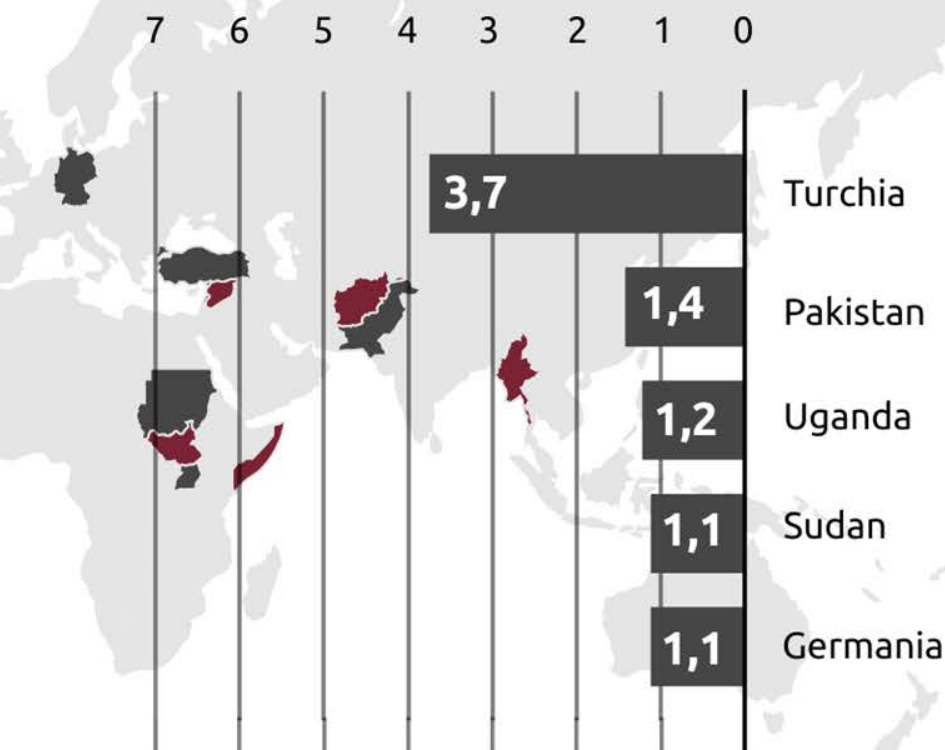 7 6 5 4 3 2 1 0
3,7 Turchia
1,4 Pakistan
1,2 Uganda
1,1 Sudan
1,1 Germania